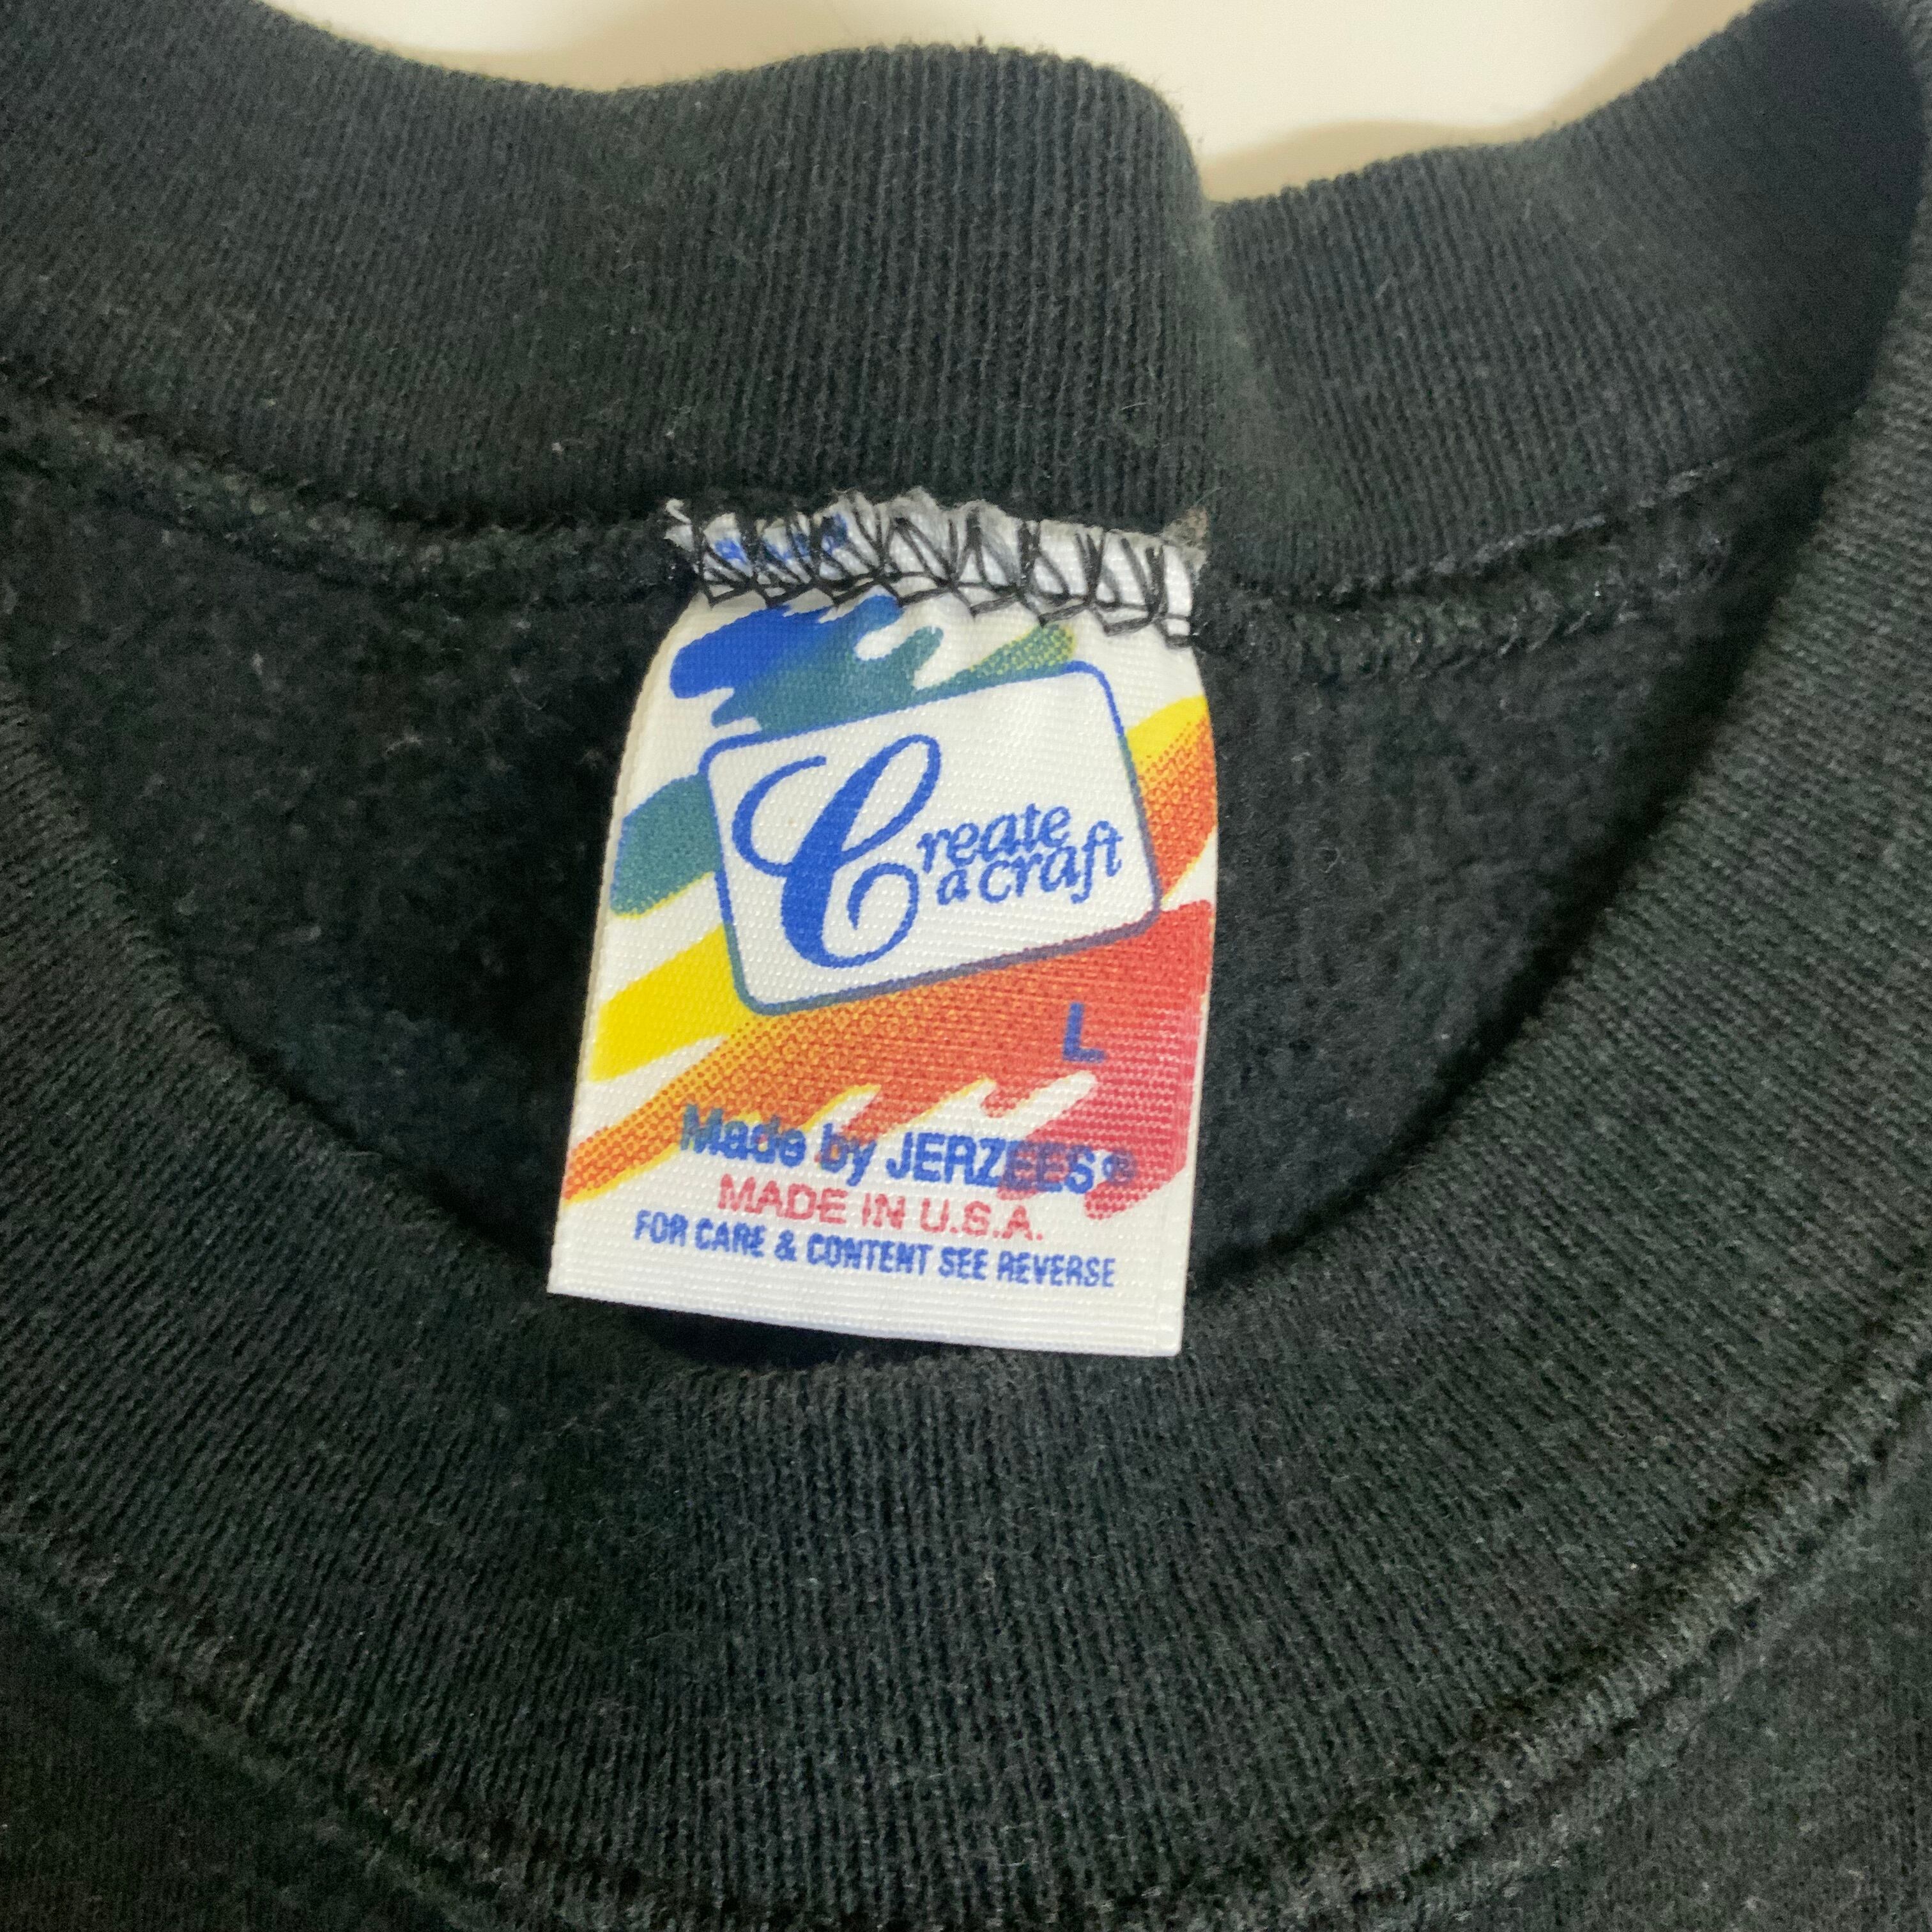 Create
a craft
L
Made by JERZEES®
MADE IN U.S.A.
FOR CARE & CONTENT SEE REVERSE